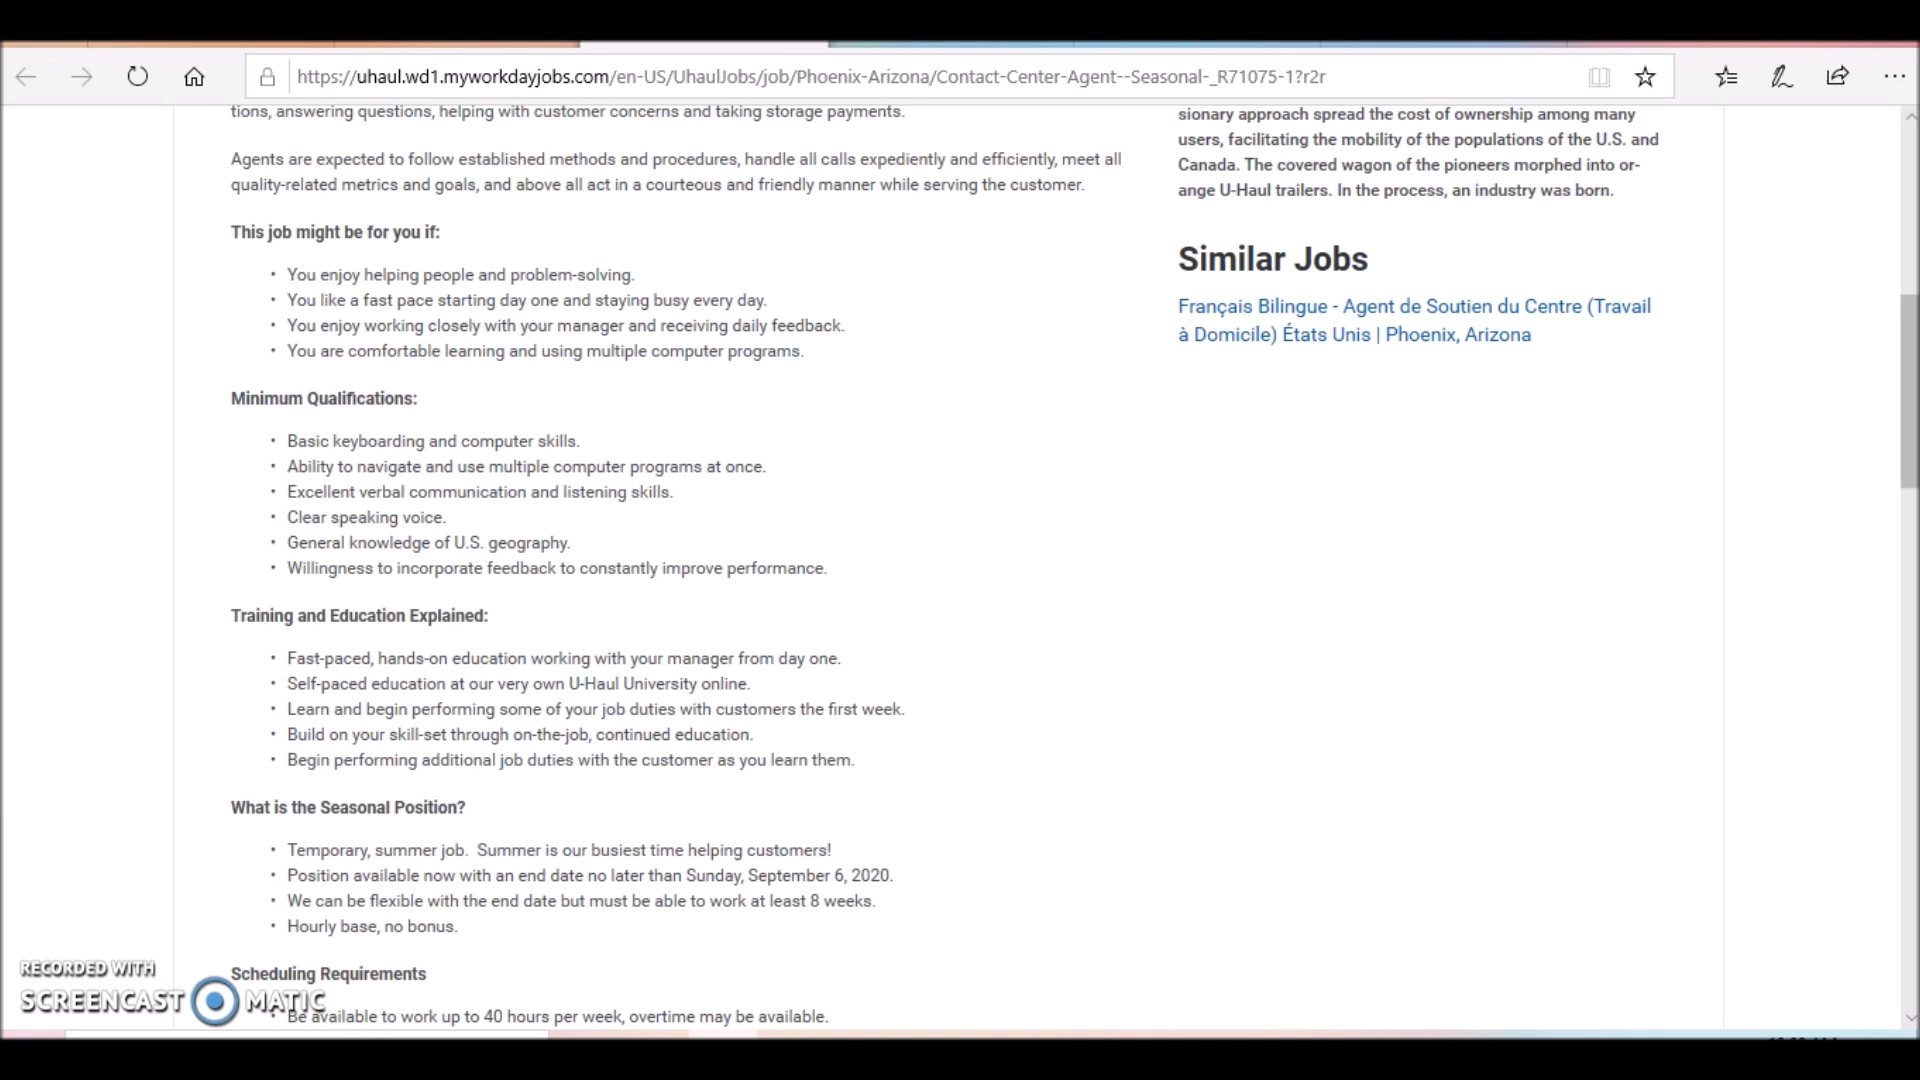 https://uhaul.wd1.myworkdayjobs.com/en-US/UhaulJobs/job/Phoenix-Arizona/Contact-Center-Agent--Seasonal-_R71075-1?r2r
tions, answering questions, helping with customer concerns and taking storage payments.
Agents are expected to follow established methods and procedures, handle all calls expediently and efficiently, meet all
quality-related metrics and goals, and above all act in a courteous and friendly manner while serving the customer.
This job might be for you if:
• You enjoy helping people and problem-solving.
• You like a fast pace starting day one and staying busy every day.
• You enjoy working closely with your manager and receiving daily feedback.
• You are comfortable learning and using multiple computer programs.
Minimum Qualifications:
• Basic keyboarding and computer skills.
• Ability to navigate and use multiple computer programs at once.
• Excellent verbal communication and listening skills.
• Clear speaking voice.
• General knowledge of U.S. geography.
• Willingness to incorporate feedback to constantly improve performance.
Training and Education Explained:
• Fast-paced, hands-on education working with your manager from day one.
• Self-paced education at our very own U-Haul University online.
• Learn and begin performing some of your job duties with customers the first week.
• Build on your skill-set through on-the-job, continued education.
• Begin performing additional job duties with the customer as you learn them.
What is the Seasonal Position?
• Temporary, summer job.  Summer is our busiest time helping customers!
• Position available now with an end date no later than Sunday, September 6, 2020.
• We can be flexible with the end date but must be able to work at least 8 weeks.
• Hourly base, no bonus.
Scheduling Requirements
• Be available to work up to 40 hours per week, overtime may be available.
sionary approach spread the cost of ownership among many
users, facilitating the mobility of the populations of the U.S. and
Canada. The covered wagon of the pioneers morphed into or-
ange U-Haul trailers. In the process, an industry was born.
Similar Jobs
Français Bilingue - Agent de Soutien du Centre (Travail
à Domicile) États Unis | Phoenix, Arizona
RECORDED WITH
SCREENCAST MATIC